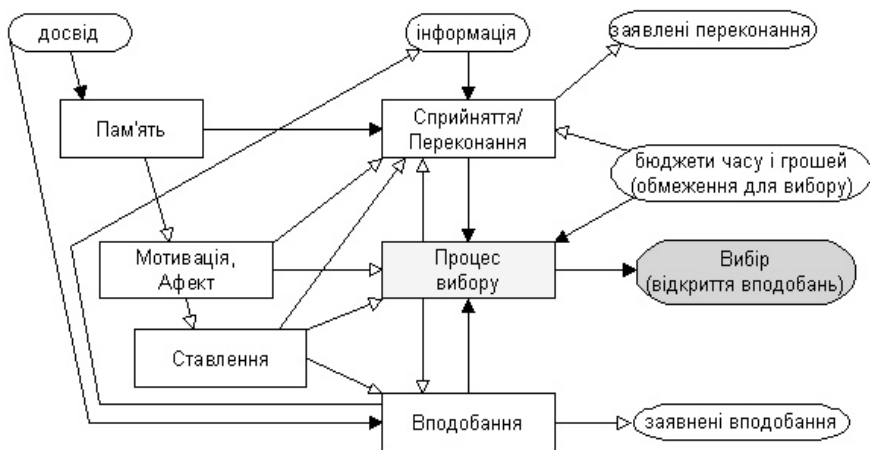 досвід
інформація
заявлені переконання
Пам'ять
Сприйняття/
Переконання
бюджети часу і грошей
(обмеження для вибору)
Мотивація,
Афект
Процес
вибору
Вибір
(відкриття вподобань)
Ставлення
Вподобання
заявнені вподобання